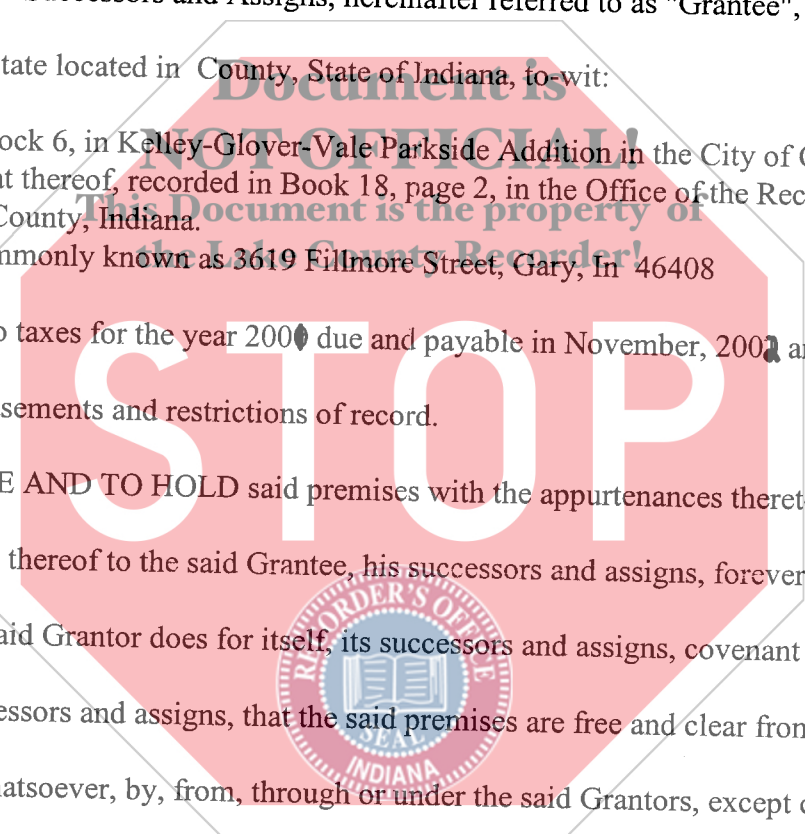 Successors and Assigns, hereinafter referred to as "Grantee",
tate located in County, State of Indiana, to-wit:
Document is
ock 6, in Kelley-Glover-Vale Parkside Addition in the City of
NOT OFFICIAL!
at thereof, recorded in Book 18, page 2, in the Office of the Rec
This Document is the property of
County, Indiana.
the Lake County Recorder!
mmonly known as 3619 Fillmore Street, Gary, In 46408
o taxes for the year 200 due and payable in November, 2002 a
STOP
sements and restrictions of record.
E AND TO HOLD said premises with the appurtenances theret
thereof to the said Grantee, his successors and assigns, forever
RECORDER'S OFFICE
aid Grantor does for itself, its successors and assigns, covenant
essors and assigns, that the said premises are free and clear from
SEAL
INDIANA
hatsoever, by, from, through or under the said Grantors, except